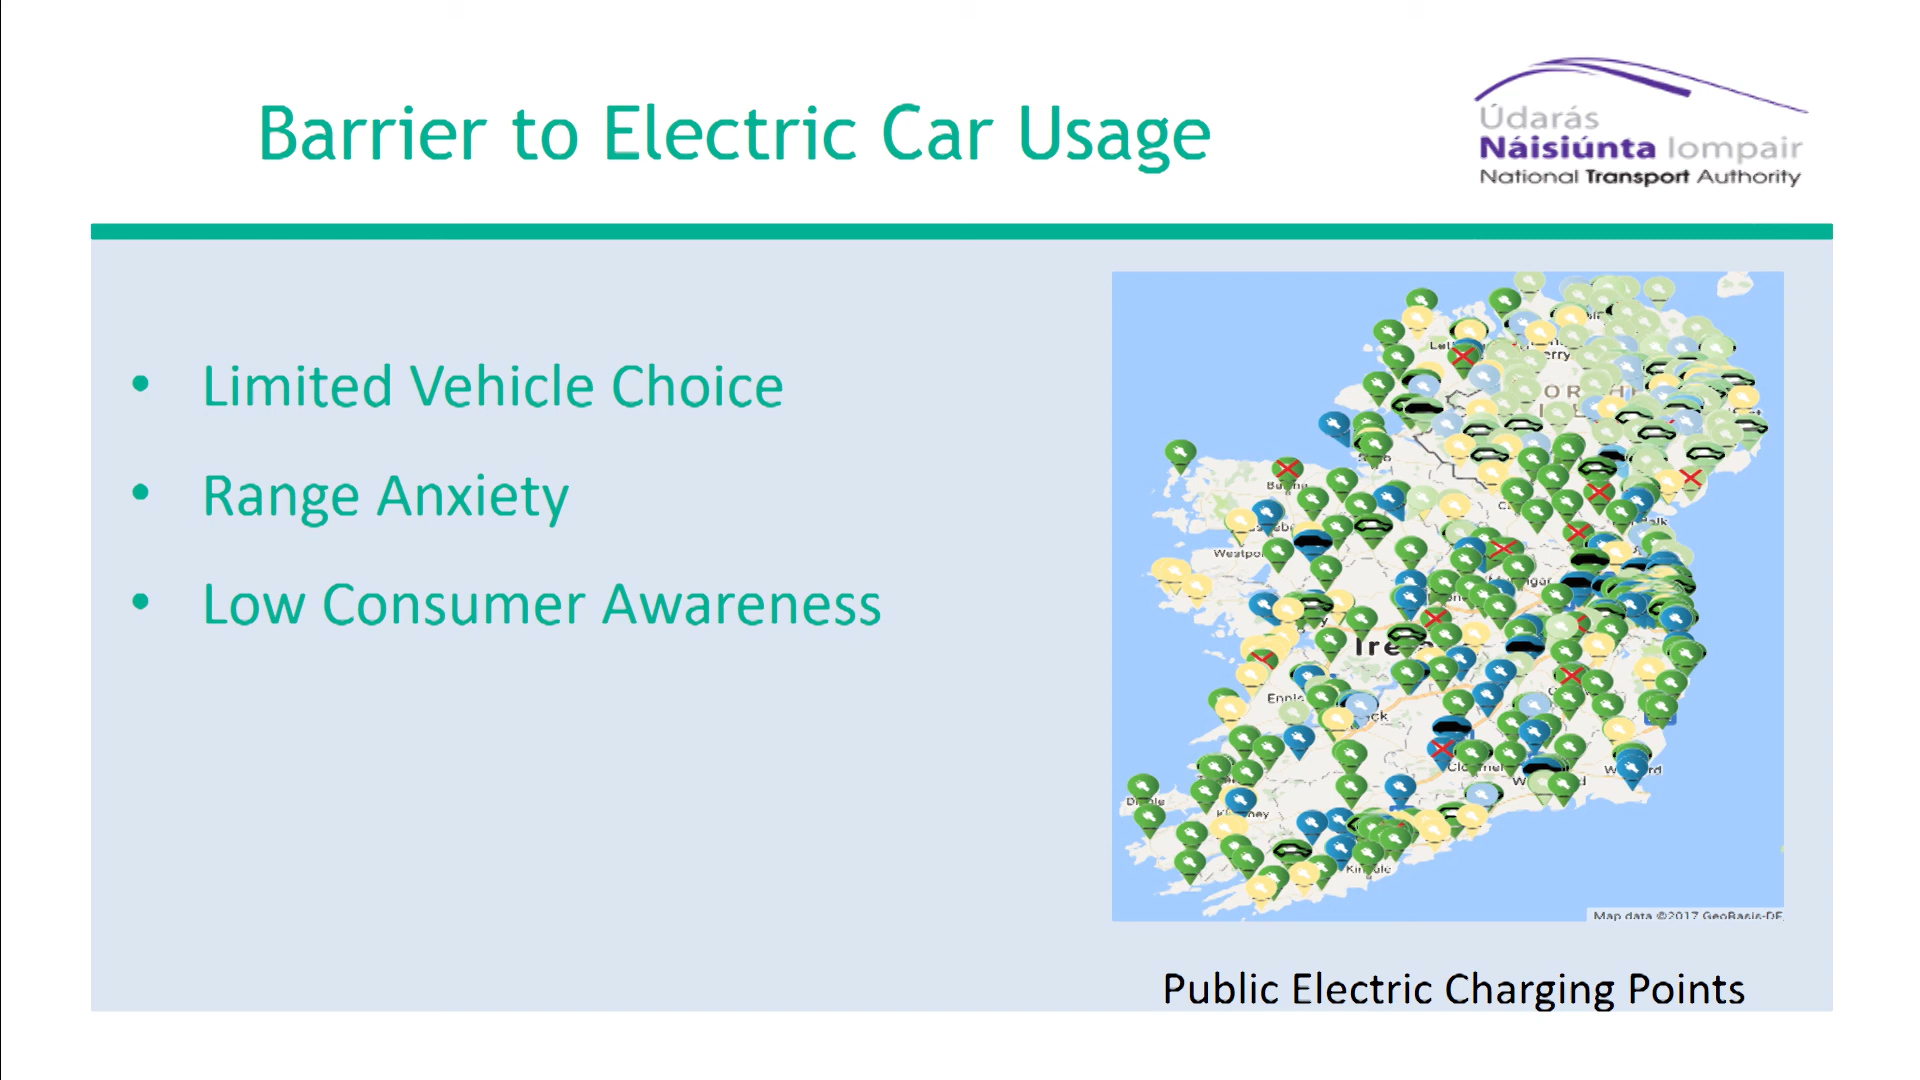 Barrier to Electric Car Usage
Údarás
Náisiúnta Iompair
National Transport Authority
• Limited Vehicle Choice
• Range Anxiety
• Low Consumer Awareness
Map data ©2017 GeoBasis-DE
Public Electric Charging Points